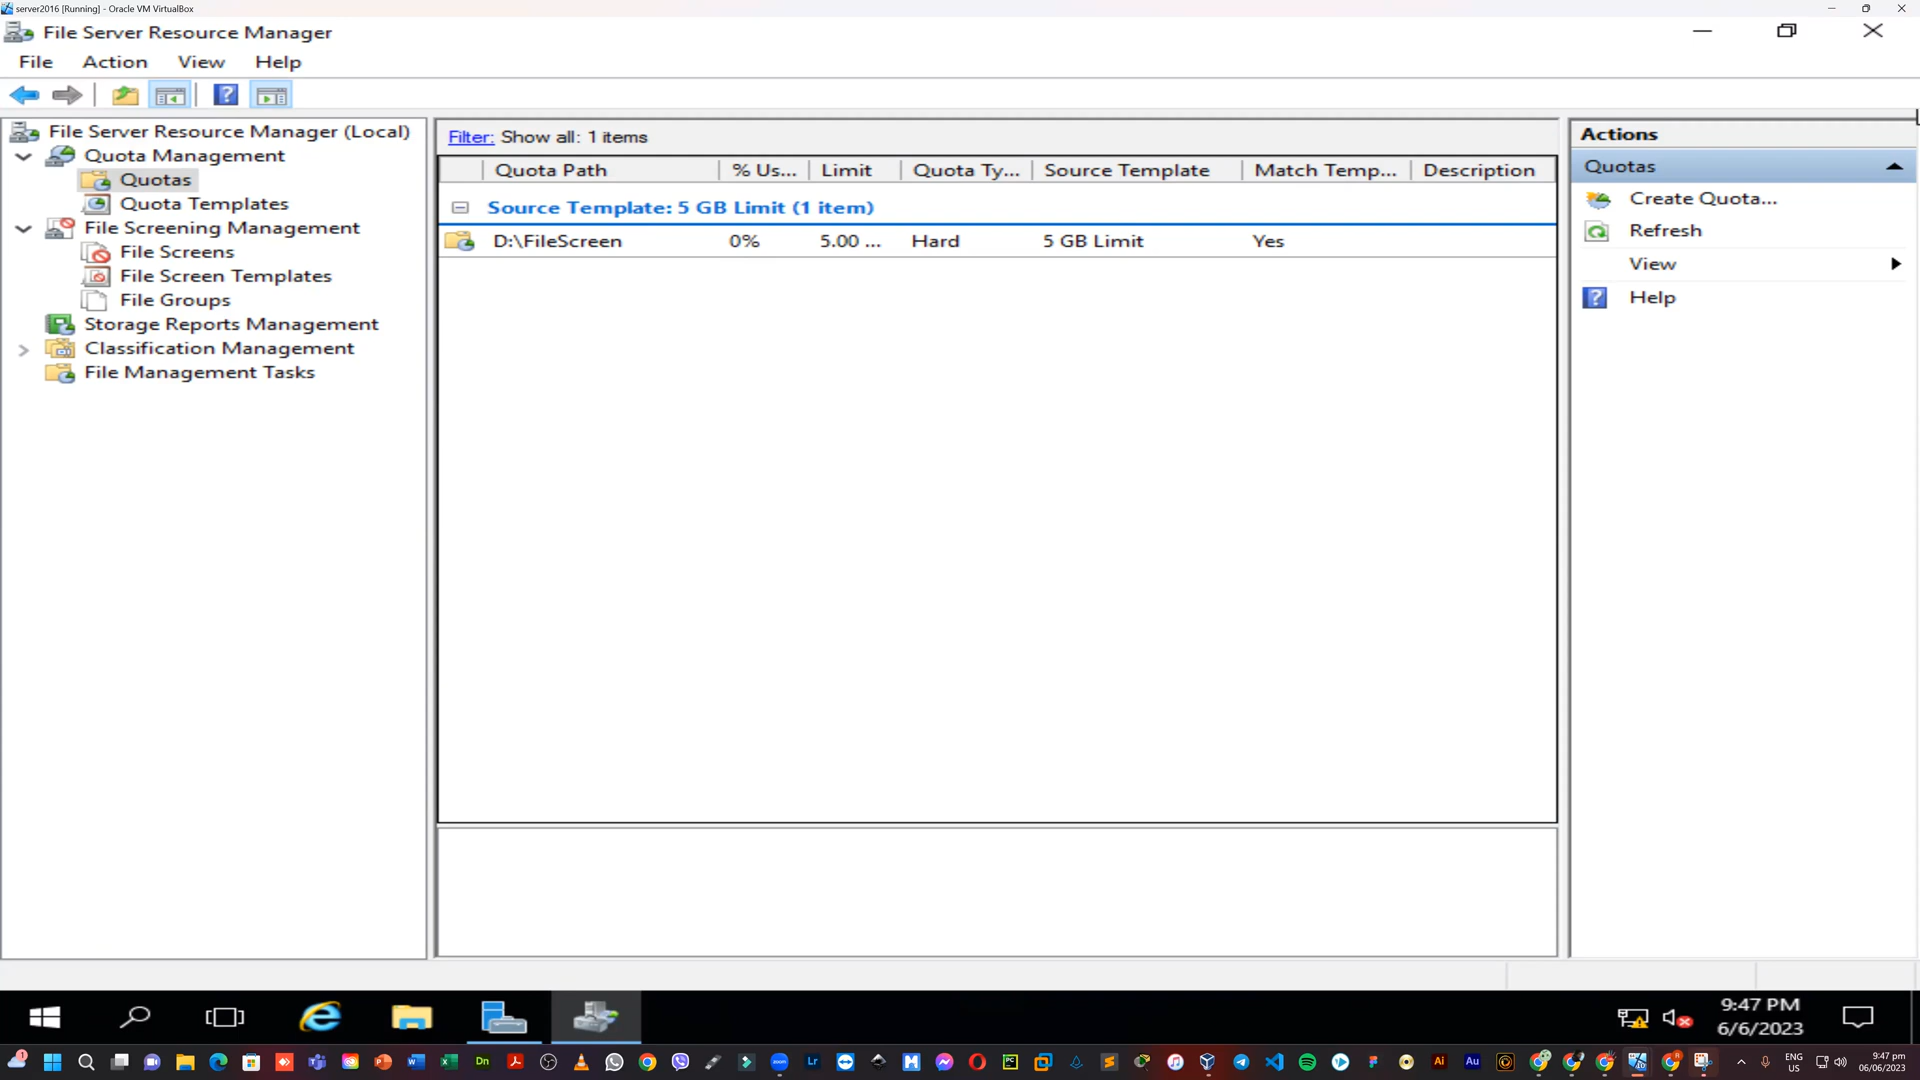 server2016 [Running] - Oracle VM VirtualBox
File Server Resource Manager
File Action View Help
File Server Resource Manager (Local)
Quota Management
Quotas
Quota Templates
File Screening Management
File Screens
File Screen Templates
File Groups
Storage Reports Management
Classification Management
File Management Tasks
Filter: Show all: 1 items
Quota Path % Us... Limit Quota Ty... Source Template Match Temp... Description
Source Template: 5 GB Limit (1 item)
D:\FileScreen 0% 5.00 ... Hard 5 GB Limit Yes
Actions
Quotas
Create Quota...
Refresh
View
Help
9:47 PM
6/6/2023
ENG
US
9:47 pm
06/06/2023